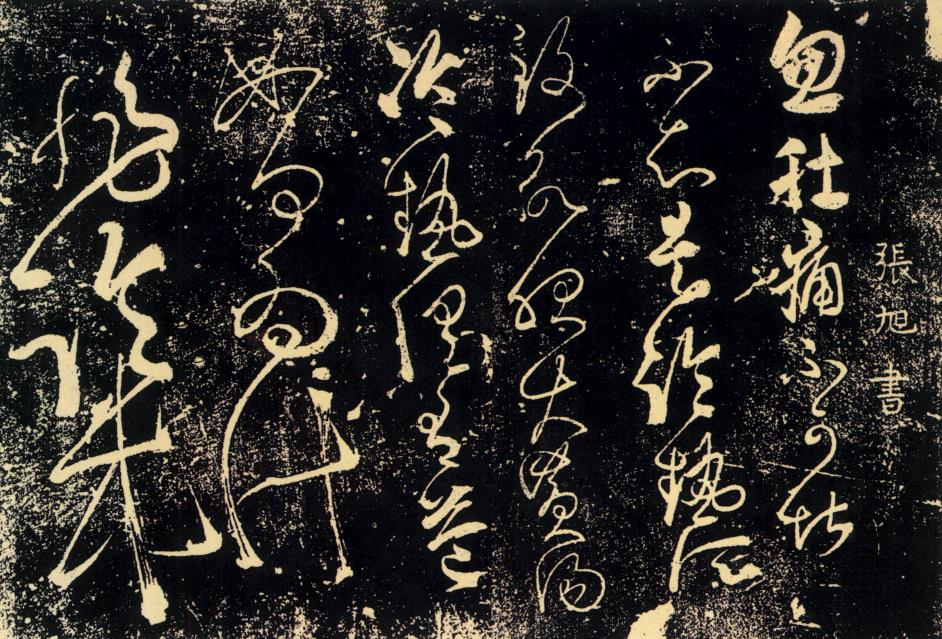 張旭書
忽肚痛不可堪
不知是冷熱所
致欲服大黃湯
冷熱俱有益
如何為計
非臨床